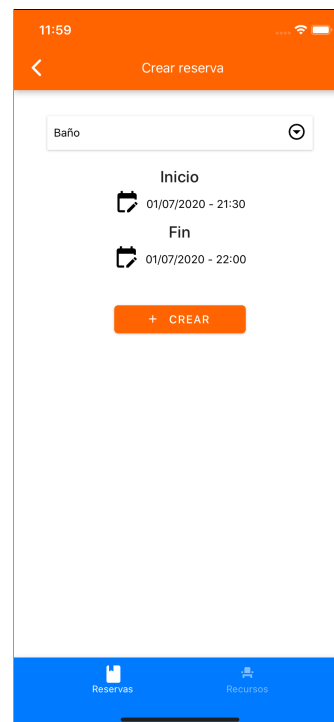 11:59
Crear reserva
Baño
Inicio
01/07/2020 - 21:30
Fin
01/07/2020 - 22:00
+ CREAR
Reservas
Recursos